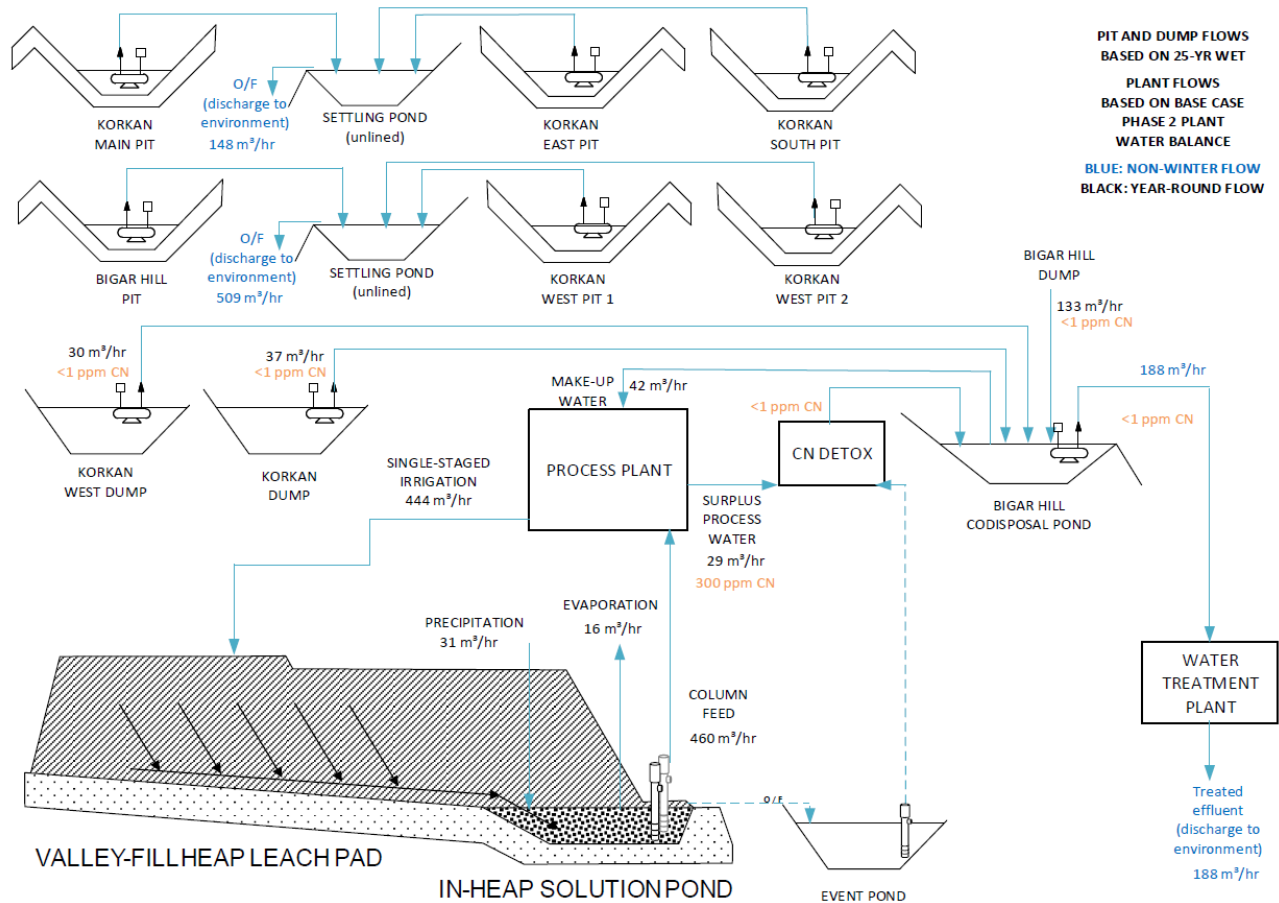 PIT AND DUMP FLOWS
BASED ON 25-YR WET
PLANT FLOWS
BASED ON BASE CASE
PHASE 2 PLANT
WATER BALANCE
BLUE: NON-WINTER FLOW
BLACK: YEAR-ROUND FLOW
KORKAN
MAIN PIT
O/F
(discharge to
environment)
148 m³/hr
SETTLING POND
(unlined)
KORKAN
EAST PIT
KORKAN
SOUTH PIT
BIGAR HILL
PIT
O/F
(discharge to
environment)
509 m³/hr
SETTLING POND
(unlined)
KORKAN
WEST PIT 1
KORKAN
WEST PIT 2
BIGAR HILL
DUMP
133 m³/hr
<1 ppm CN
30 m³/hr
<1 ppm CN
37 m³/hr
<1 ppm CN
KORKAN
WEST DUMP
KORKAN
DUMP
MAKE-UP
WATER
42 m³/hr
<1 ppm CN
188 m³/hr
<1 ppm CN
PROCESS PLANT
CN DETOX
BIGAR HILL
CODISPOSAL POND
SINGLE-STAGED
IRRIGATION
444 m³/hr
SURPLUS
PROCESS
WATER
29 m³/hr
300 ppm CN
PRECIPITATION
31 m³/hr
EVAPORATION
16 m³/hr
COLUMN
FEED
460 m³/hr
WATER
TREATMENT
PLANT
O/F
Treated
effluent
(discharge to
environment)
188 m³/hr
VALLEY-FILLHEAP LEACH PAD
IN-HEAP SOLUTION POND
EVENT POND